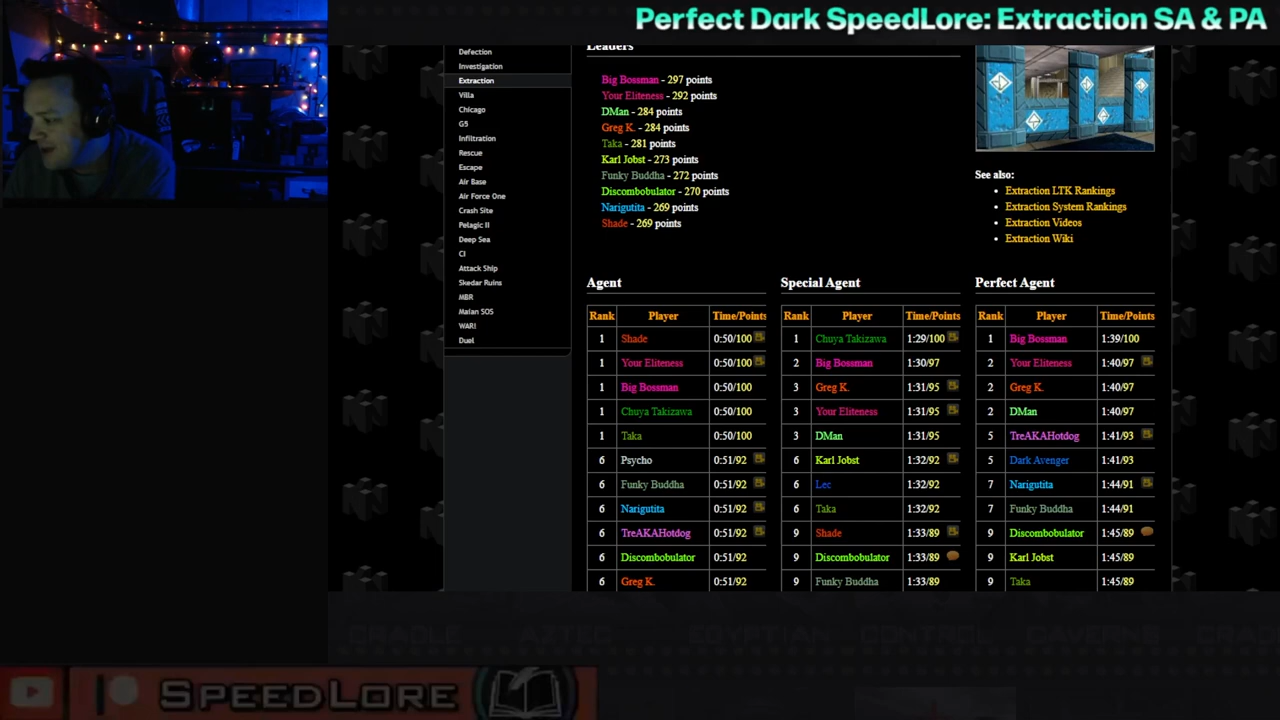 Perfect Dark SpeedLore: Extraction SA & PA
Defection
Investigation
Extraction
Villa
Chicago
G5
Infiltration
Rescue
Escape
Air Base
Air Force One
Crash Site
Pelagic II
Deep Sea
CI
Attack Ship
Skedar Ruins
MBR
Maian SOS
WAR!
Duel
Leaders
Big Bossman - 297 points
Your Eliteness - 292 points
DMan - 284 points
Greg K. - 284 points
Taka - 281 points
Karl Jobst - 273 points
Funky Buddha - 272 points
Discombobulator - 270 points
Narigutita - 269 points
Shade - 269 points
See also:
Extraction LTK Rankings
Extraction System Rankings
Extraction Videos
Extraction Wiki
Agent
Rank Player Time/Points
1 Shade 0:50/100
1 Your Eliteness 0:50/100
1 Big Bossman 0:50/100
1 Chuya Takizawa 0:50/100
1 Taka 0:50/100
6 Psycho 0:51/92
6 Funky Buddha 0:51/92
6 Narigutita 0:51/92
6 TreAKAHotdog 0:51/92
6 Discombobulator 0:51/92
6 Greg K. 0:51/92
Special Agent
Rank Player Time/Points
1 Chuya Takizawa 1:29/100
2 Big Bossman 1:30/97
3 Greg K. 1:31/95
3 Your Eliteness 1:31/95
3 DMan 1:31/95
6 Karl Jobst 1:32/92
6 Lec 1:32/92
6 Taka 1:32/92
9 Shade 1:33/89
9 Discombobulator 1:33/89
9 Funky Buddha 1:33/89
Perfect Agent
Rank Player Time/Points
1 Big Bossman 1:39/100
2 Your Eliteness 1:40/97
2 Greg K. 1:40/97
2 DMan 1:40/97
5 TreAKAHotdog 1:41/93
5 Dark Avenger 1:41/93
7 Narigutita 1:44/91
7 Funky Buddha 1:44/91
9 Discombobulator 1:45/89
9 Karl Jobst 1:45/89
9 Taka 1:45/89
CRADLE AZTEC EGYPTIAN CONTROL CAVERNS CRAD
SPEEDLORE